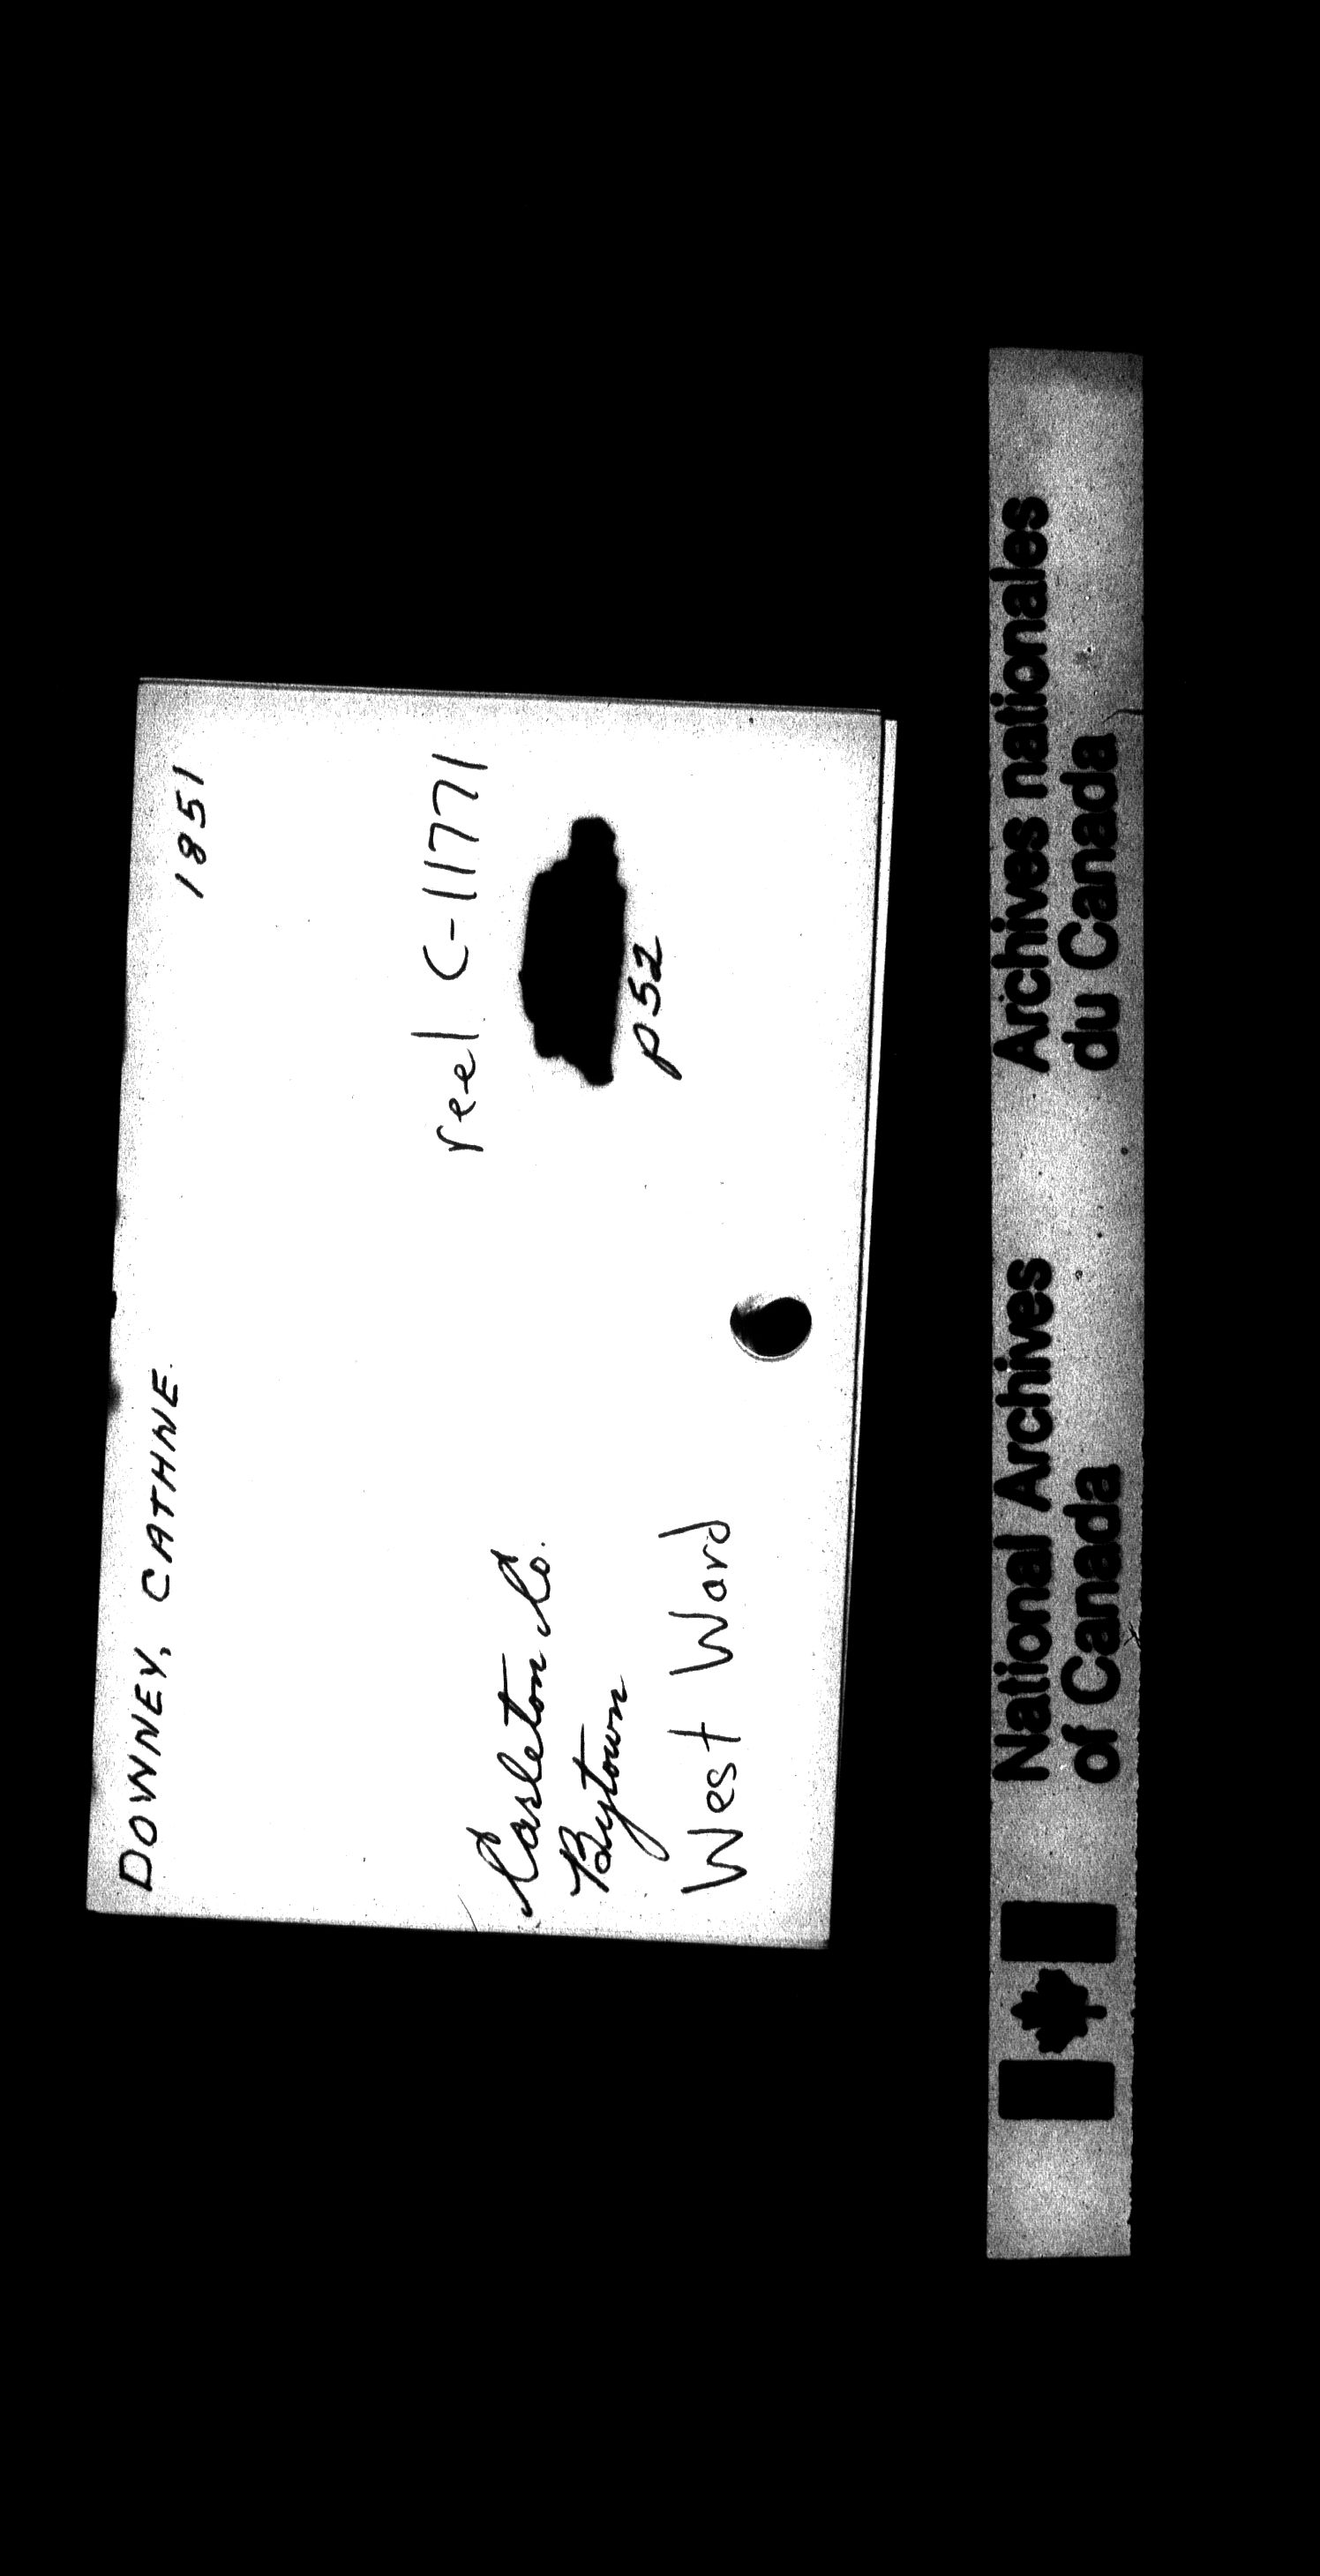 DOWNEY, CATHNE. 1851
reel C-11771
Carleton Co.
Bytown p 52
West Ward
National Archives Archives nationales
of Canada du Canada